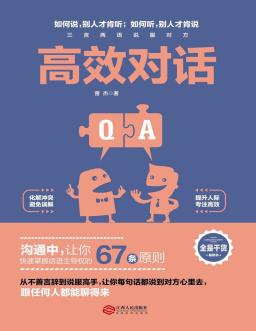 如何说，别人才肯听；如何听，别人才肯说
三言两语说服对方
高效对话
曾杰◎著
Q A
化解冲突
避免误解
提升人际
专注高效
全是干货
沟通中，让你
快速掌握话语主导权的
67条原则
从不善言辞到说服高手，让你每句话都说到对方心里去，
跟任何人都能聊得来
江西人民出版社